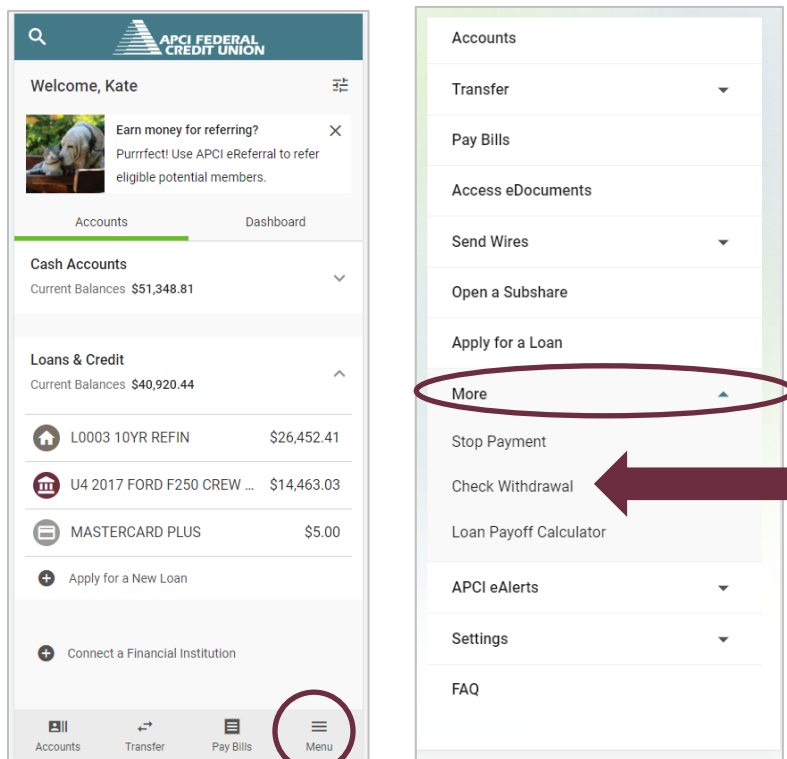 APCI FEDERAL
CREDIT UNION
Welcome, Kate
Earn money for referring?
Purrrfect! Use APCI eReferral to refer
eligible potential members.
Accounts Dashboard
Cash Accounts
Current Balances $51,348.81
Loans & Credit
Current Balances $40,920.44
L0003 10YR REFIN $26,452.41
U4 2017 FORD F250 CREW ... $14,463.03
MASTERCARD PLUS $5.00
Apply for a New Loan
Connect a Financial Institution
Accounts Transfer Pay Bills Menu
Accounts
Transfer
Pay Bills
Access eDocuments
Send Wires
Open a Subshare
Apply for a Loan
More
Stop Payment
Check Withdrawal
Loan Payoff Calculator
APCI eAlerts
Settings
FAQ